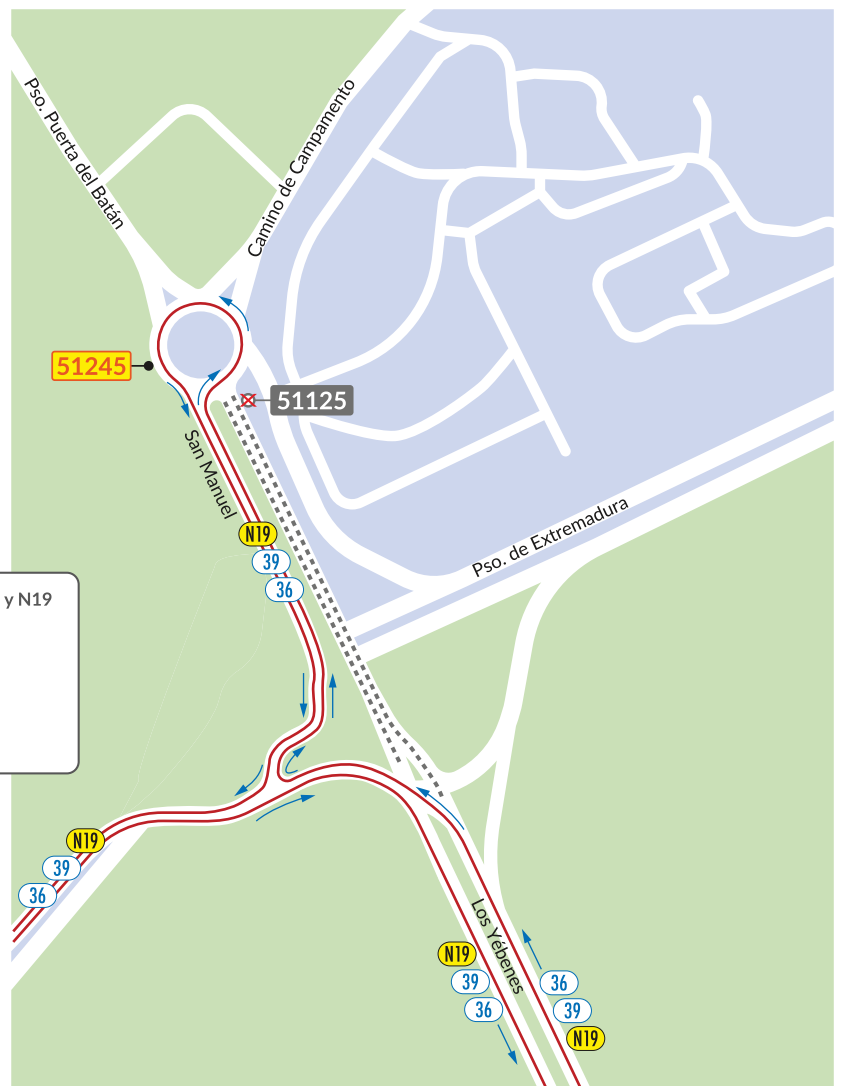 Pso. Puerta del Batán
Camino de Campamento
51245
51125
San Manuel
N19
39
36
Pso. de Extremadura
y N19
N19
39
36
Los Yébenes
N19
39
36
36
39
N19